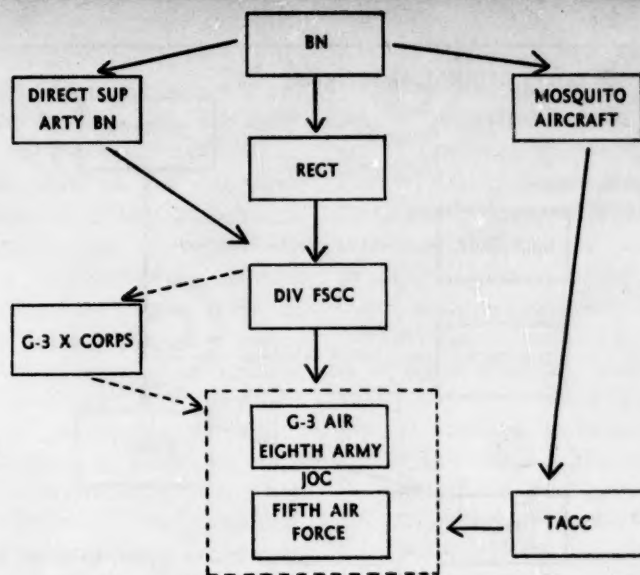 BN
DIRECT SUP
ARTY BN
MOSQUITO
AIRCRAFT
REGT
DIV FSCC
G-3 X CORPS
G-3 AIR
EIGHTH ARMY
JOC
FIFTH AIR
FORCE
TACC